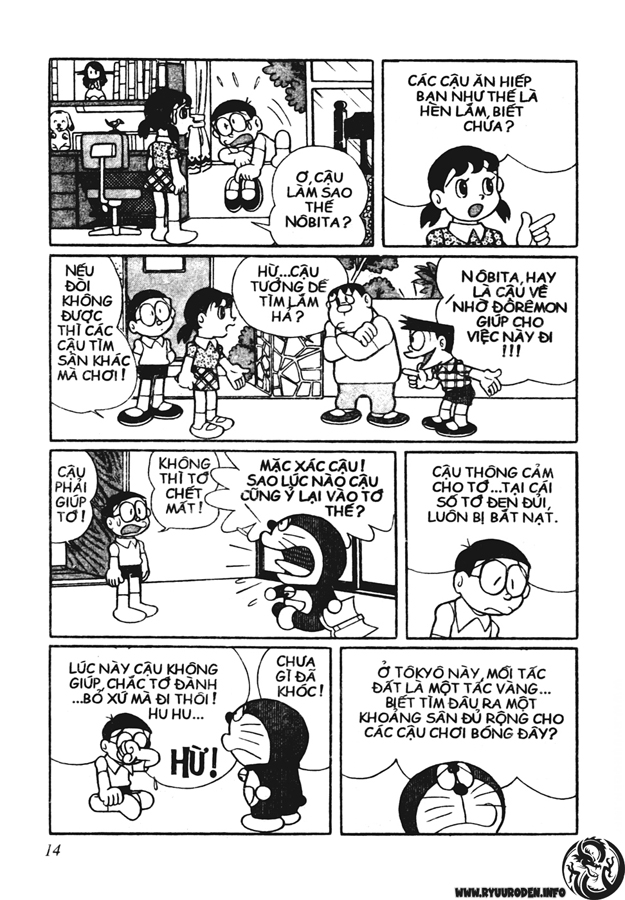 Ơ, CẬU
LÀM SAO
THẾ
NÔBITA?
CÁC CẬU ĂN HIẾP
BẠN NHƯ THẾ LÀ
HÈN LẮM, BIẾT
CHƯA?
NẾU
ĐÒI
KHÔNG
ĐƯỢC
THÌ CÁC
CẬU TÌM
SÂN KHÁC
MÀ CHƠI!
HỪ...CẬU
TƯỞNG DỄ
TÌM LẮM
HẢ?
NÔBITA, HAY
LÀ CẬU VỀ
NHỜ ĐÔRÊMON
GIÚP CHO
VIỆC NÀY ĐI
!!!
CẬU
PHẢI
GIÚP
TỚ!
KHÔNG
THÌ TỚ
CHẾT
MẤT!
MẶC XÁC CẬU!
SAO LÚC NÀO CẬU
CŨNG Ỷ LẠI VÀO TỚ
THẾ?
CẬU THÔNG CẢM
CHO TỚ...TẠI CÁI
SỐ TỚ ĐEN ĐỦI,
LUÔN BỊ BẮT NẠT.
LÚC NÀY CẬU KHÔNG
GIÚP, CHẮC TỚ ĐÀNH
...BỎ XỨ MÀ ĐI THÔI!
HU HU...
HỪ!
CHƯA
GÌ ĐÃ
KHÓC!
Ở TÔKYÔ NÀY, MỖI TẤC
ĐẤT LÀ MỘT TẤC VÀNG...
BIẾT TÌM ĐÂU RA MỘT
KHOẢNG SÂN ĐỦ RỘNG CHO
CÁC CẬU CHƠI BÓNG ĐÂY?
14
WWW.RYUURODEN.INFO